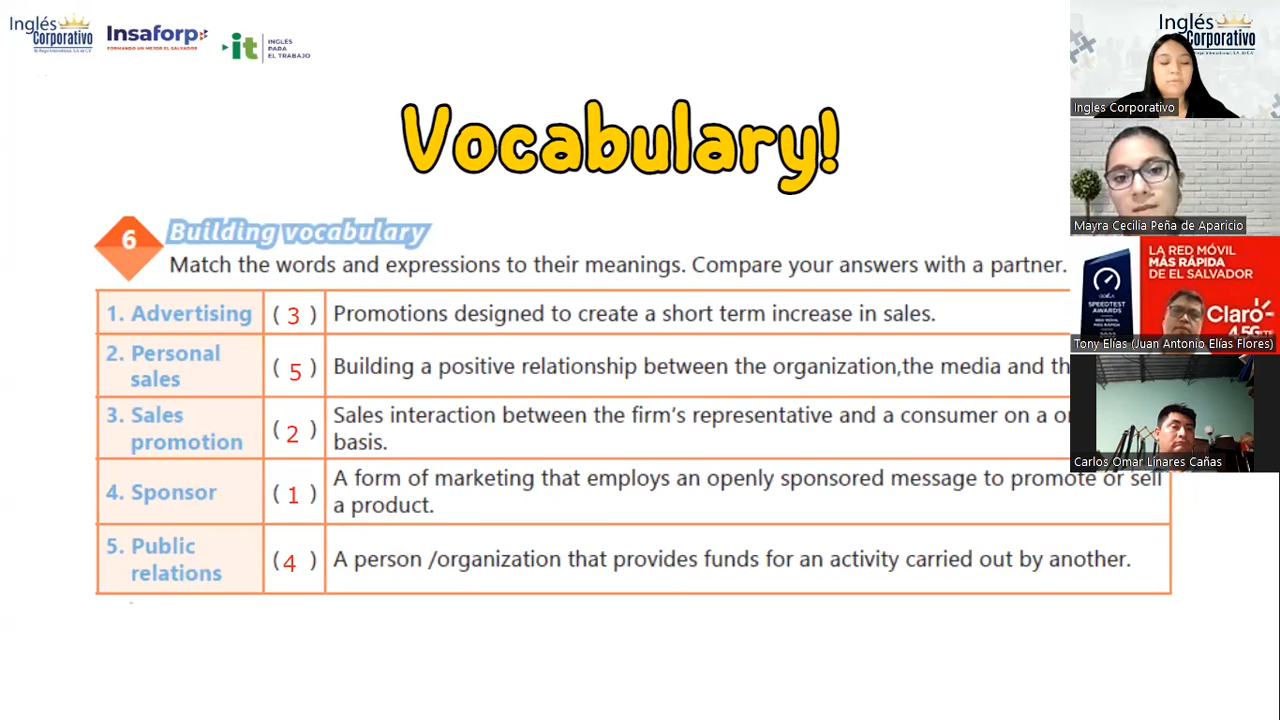 Inglés
Corporativo
Insaforp
FORMANDO UN MEJOR EL SALVADOR
it
INGLÉS
PARA
EL TRABAJO
Vocabulary!
6
Building vocabulary
Match the words and expressions to their meanings. Compare your answers with a partner.
1. Advertising ( 3 ) Promotions designed to create a short term increase in sales.
2. Personal
sales
( 5 ) Building a positive relationship between the organization,the media and th
3. Sales
promotion
( 2 ) Sales interaction between the firm's representative and a consumer on a
basis.
4. Sponsor ( 1 ) A form of marketing that employs an openly sponsored message to promote or sell
a product.
5. Public
relations
( 4 ) A person /organization that provides funds for an activity carried out by another.
Inglés
Corporativo
Ingles Corporativo
Mayra Cecilia Peña de Aparicio
LA RED MÓVIL
MÁS RÁPIDA
DE EL SALVADOR
SPEEDTEST
AWARDS
Claro
4.5G
Tony Elías (Juan Antonio Elías Flores)
Carlos Omar Linares Cañas